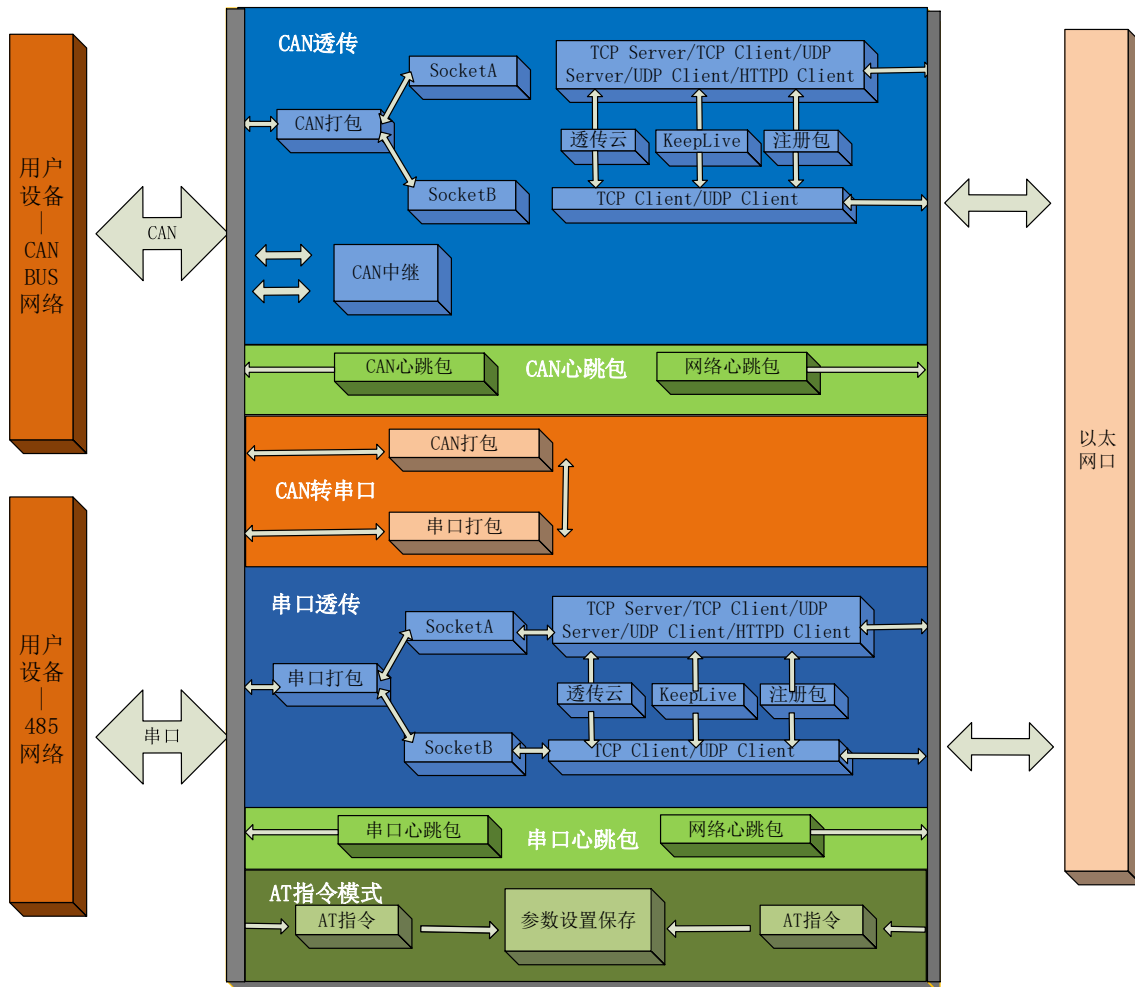 用户
设备
—
CAN
BUS
网络
CAN
用户
设备
—
485
网络
串口
CAN透传
SocketA
CAN打包
SocketB
TCP Server/TCP Client/UDP
Server/UDP Client/HTTPD Client
透传云
KeepLive
注册包
TCP Client/UDP Client
CAN中继
CAN心跳包
CAN心跳包
网络心跳包
CAN打包
CAN转串口
串口打包
串口透传
SocketA
串口打包
SocketB
TCP Server/TCP Client/UDP
Server/UDP Client/HTTPD Client
透传云
KeepLive
注册包
TCP Client/UDP Client
串口心跳包
串口心跳包
网络心跳包
AT指令模式
AT指令
参数设置保存
AT指令
以太
网口